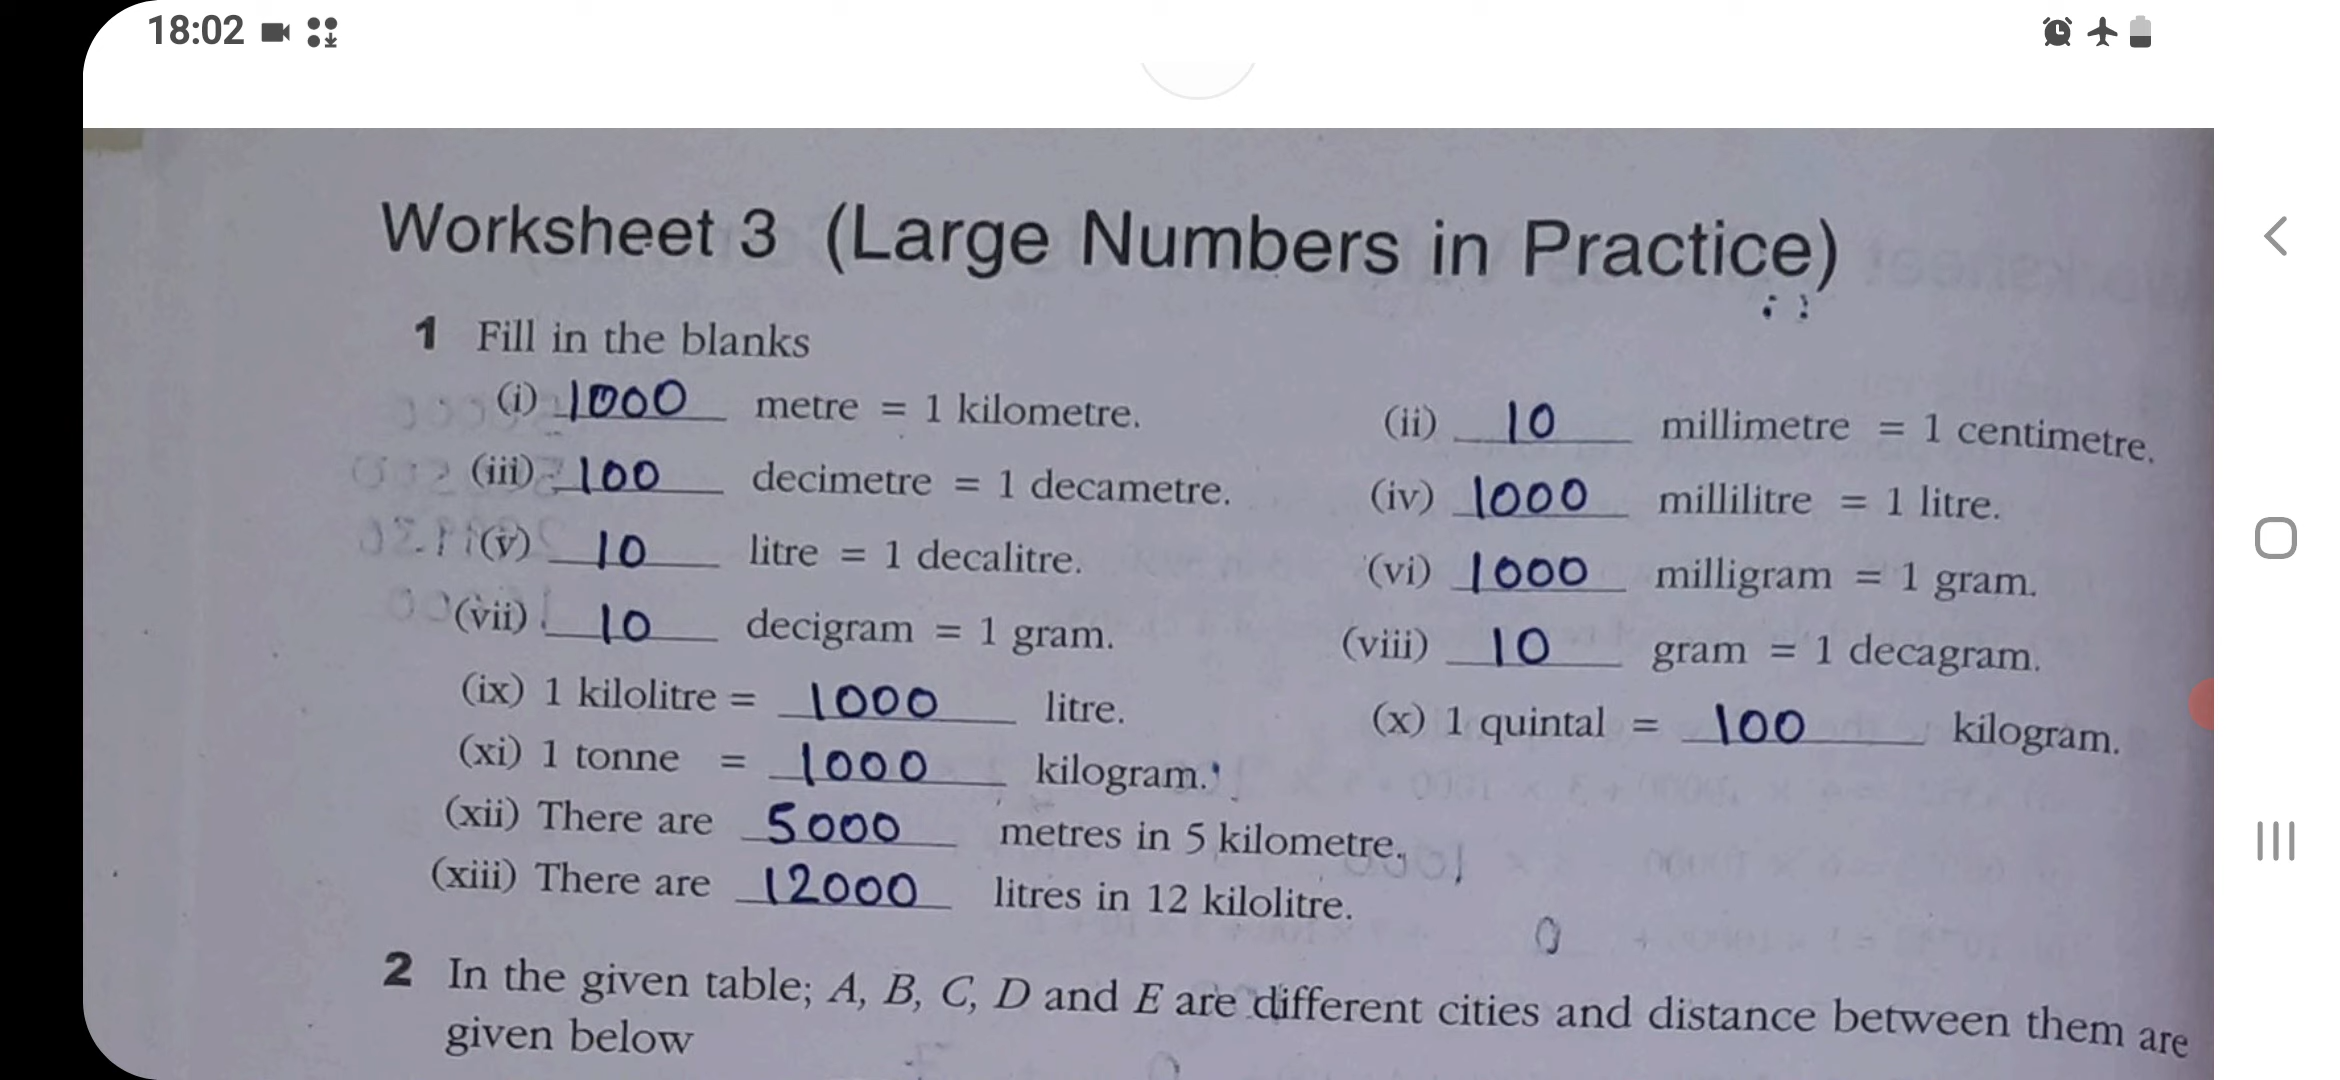 18:02
Worksheet 3 (Large Numbers in Practice)
1 Fill in the blanks
(i) 1000 metre = 1 kilometre. (ii) 10 millimetre = 1 centimetre.
(iii) 100 decimetre = 1 decametre. (iv) 1000 millilitre = 1 litre.
(v) 10 litre = 1 decalitre. (vi) 1000 milligram = 1 gram.
(vii) 10 decigram = 1 gram. (viii) 10 gram = 1 decagram.
(ix) 1 kilolitre = 1000 litre. (x) 1 quintal = 100 kilogram.
(xi) 1 tonne = 1000 kilogram.
(xii) There are 5000 metres in 5 kilometre.
(xiii) There are 12000 litres in 12 kilolitre.
2 In the given table; A, B, C, D and E are different cities and distance between them are
given below